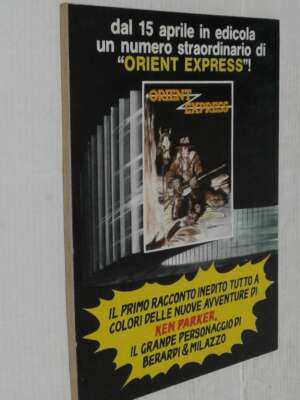 dal 15 aprile in edicola
un numero straordinario di
"ORIENT EXPRESS"!
ORIENT
EXPRESS
IL PRIMO RACCONTO INEDITO TUTTO A
COLORI DELLE NUOVE AVVENTURE DI
KEN PARKER,
IL GRANDE PERSONAGGIO DI
BERARDI & MILAZZO